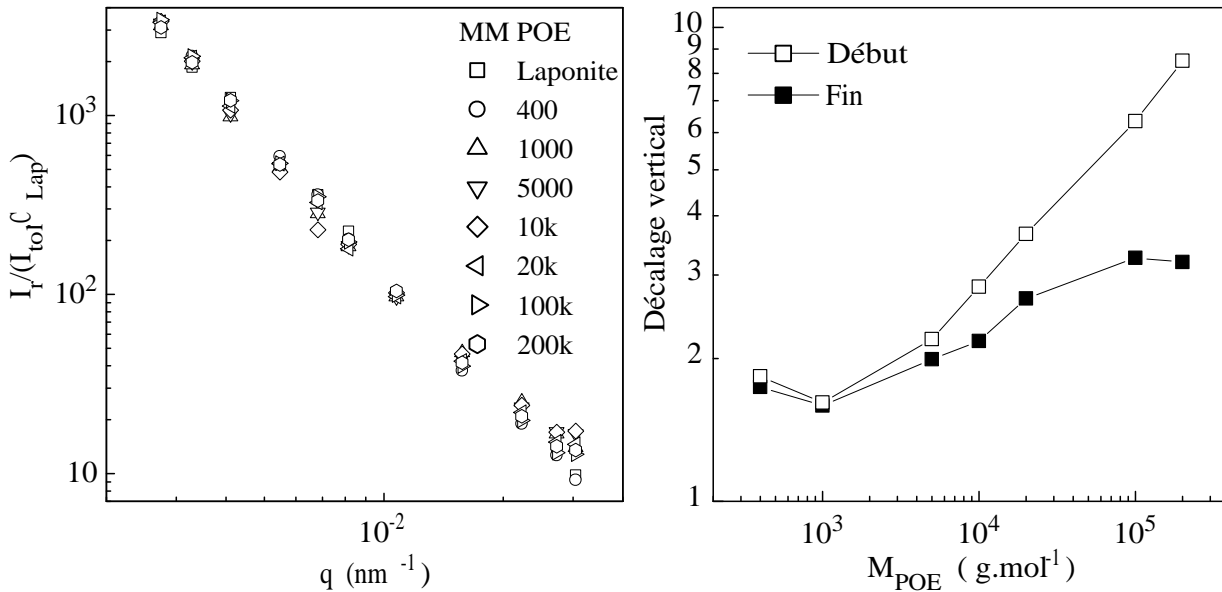 MM POE
Laponite
400
1000
5000
10k
20k
100k
200k
10³
10²
10
10⁻²
I_r/(I_tol C_Lap)
q (nm ⁻¹)
Début
Fin
10
9
8
7
6
5
4
3
2
1
10³
10⁴
10⁵
Décalage vertical
M_POE ( g.mol⁻¹)